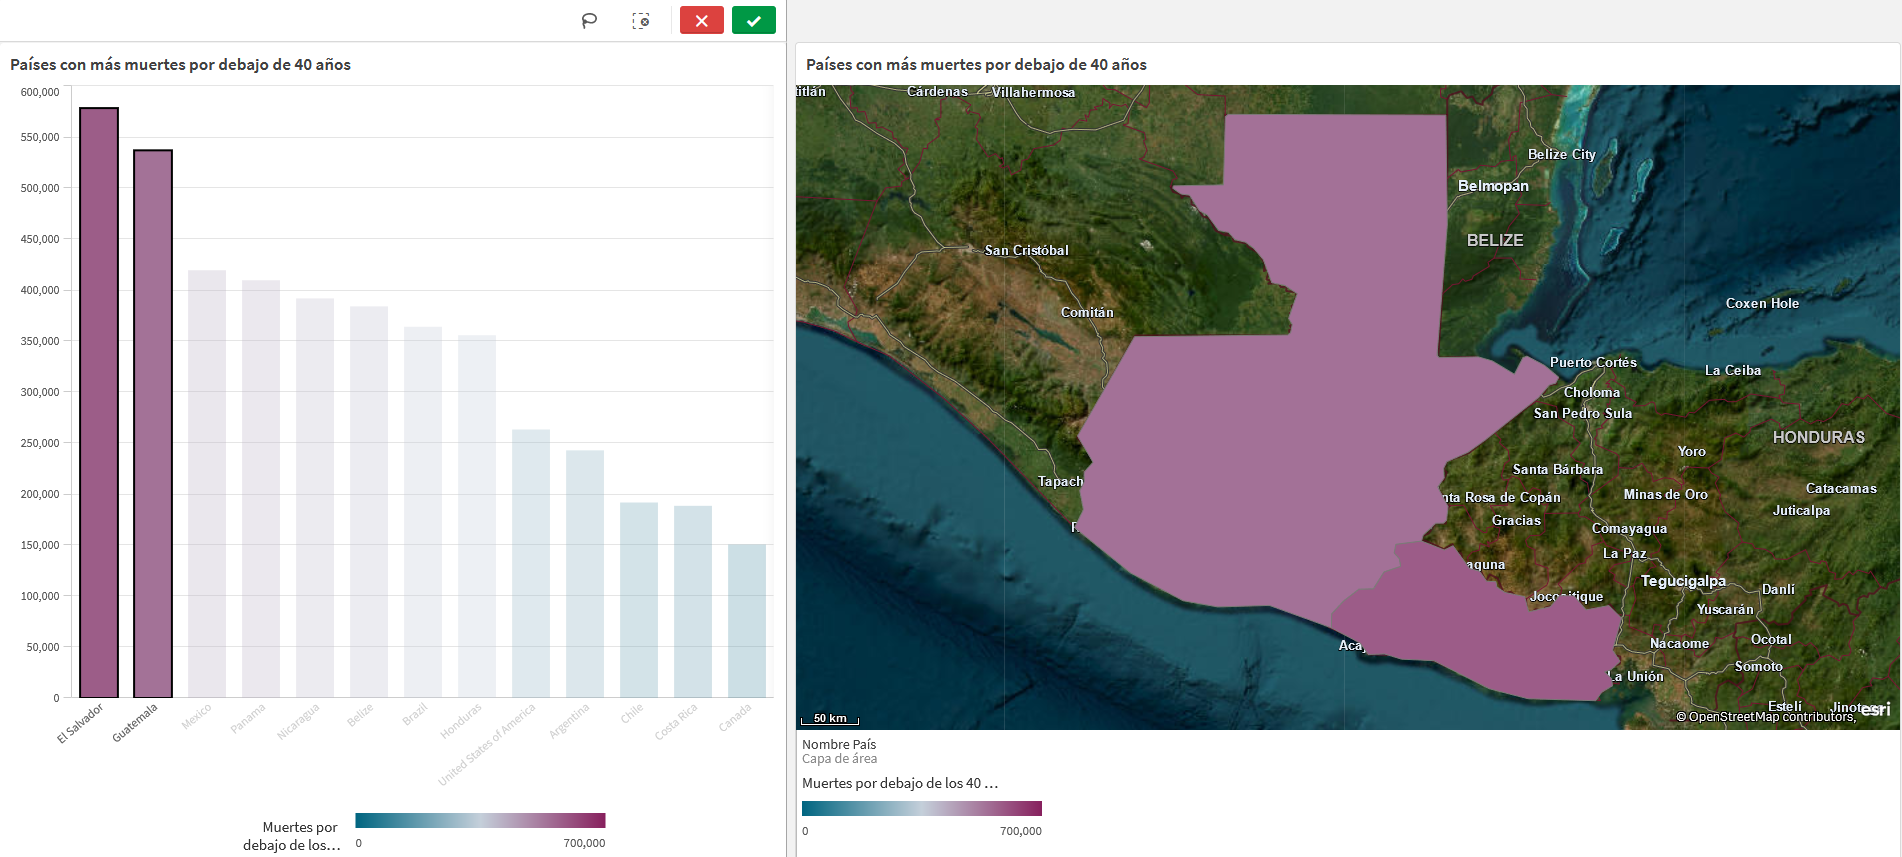 Países con más muertes por debajo de 40 años
600,000
550,000
500,000
450,000
400,000
350,000
300,000
250,000
200,000
150,000
100,000
50,000
0
El Salvador
Guatemala
Mexico
Panama
Nicaragua
Belize
Brazil
Honduras
United States of America
Argentina
Chile
Costa Rica
Canada
Muertes por
debajo de los...
0
700,000
Países con más muertes por debajo de 40 años
titlán
Cárdenas
Villahermosa
Belize City
Belmopan
BELIZE
San Cristóbal
Coxen Hole
Comitán
Puerto Cortés
La Ceiba
Choloma
San Pedro Sula
HONDURAS
Yoro
Santa Bárbara
Tapach
Catacamas
nta Rosa de Copán
Minas de Oro
Juticalpa
Gracias
Comayagua
La Paz
aguna
Tegucigalpa
Danlí
Yuscarán
Ocotal
Nacaome
Aca
Somoto
La Unión
Estelí
50 km
© OpenStreetMap contributors,
esri
Nombre País
Capa de área
Muertes por debajo de los 40 ...
0
700,000